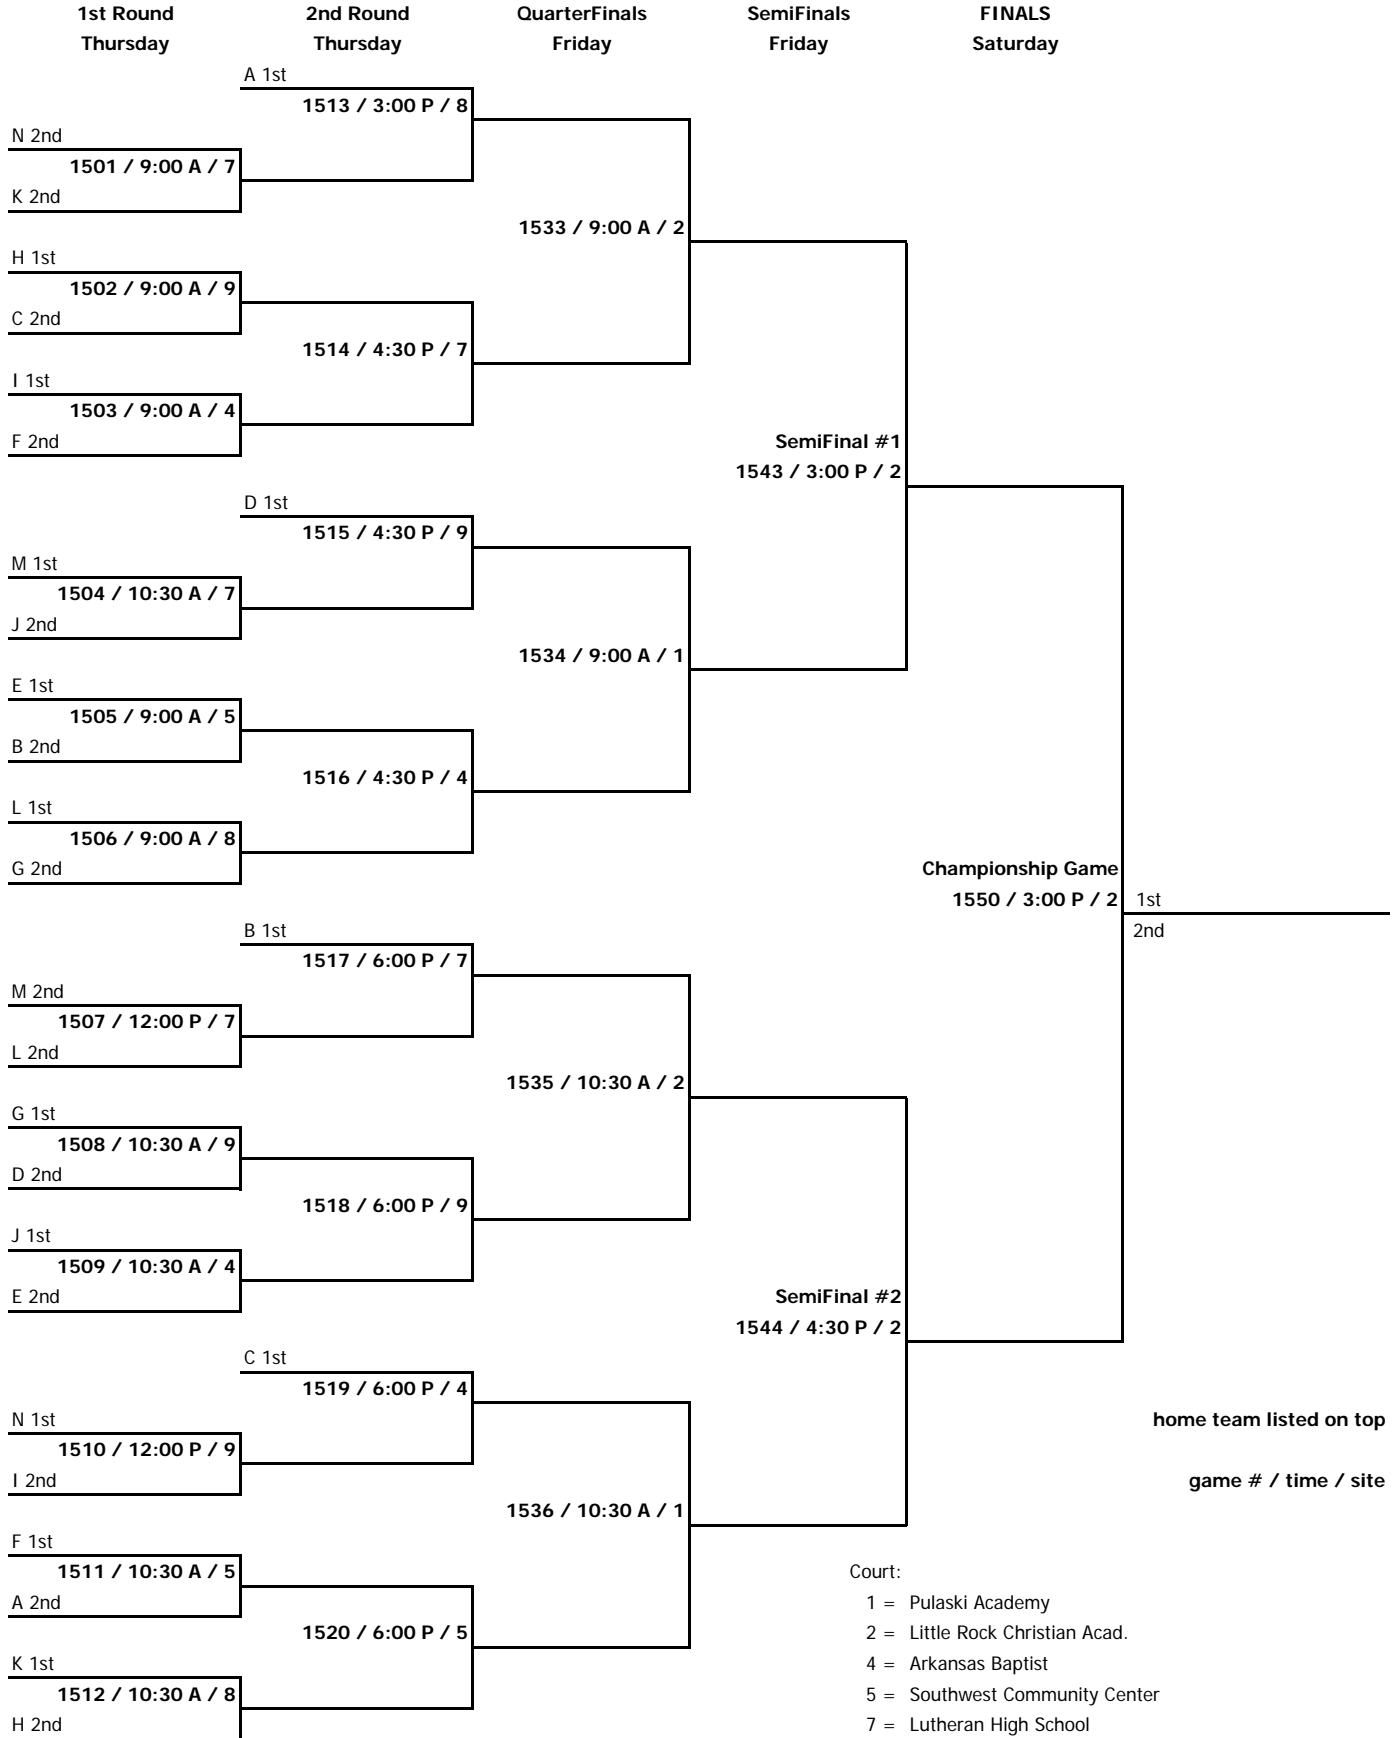 1st Round 2nd Round QuarterFinals SemiFinals FINALS
Thursday Thursday Friday Friday Saturday
A 1st
1513 / 3:00 P / 8
N 2nd
1501 / 9:00 A / 7
K 2nd
1533 / 9:00 A / 2
H 1st
1502 / 9:00 A / 9
C 2nd
1514 / 4:30 P / 7
I 1st
1503 / 9:00 A / 4
F 2nd SemiFinal #1
1543 / 3:00 P / 2
D 1st
1515 / 4:30 P / 9
M 1st
1504 / 10:30 A / 7
J 2nd
1534 / 9:00 A / 1
E 1st
1505 / 9:00 A / 5
B 2nd
1516 / 4:30 P / 4
L 1st
1506 / 9:00 A / 8
G 2nd Championship Game
1550 / 3:00 P / 2 1st
B 1st 2nd
1517 / 6:00 P / 7
M 2nd
1507 / 12:00 P / 7
L 2nd
1535 / 10:30 A / 2
G 1st
1508 / 10:30 A / 9
D 2nd
1518 / 6:00 P / 9
J 1st
1509 / 10:30 A / 4
E 2nd SemiFinal #2
1544 / 4:30 P / 2
C 1st
1519 / 6:00 P / 4
N 1st home team listed on top
1510 / 12:00 P / 9
I 2nd game # / time / site
1536 / 10:30 A / 1
F 1st
1511 / 10:30 A / 5 Court:
A 2nd 1 = Pulaski Academy
1520 / 6:00 P / 5 2 = Little Rock Christian Acad.
K 1st 4 = Arkansas Baptist
1512 / 10:30 A / 8 5 = Southwest Community Center
H 2nd 7 = Lutheran High School